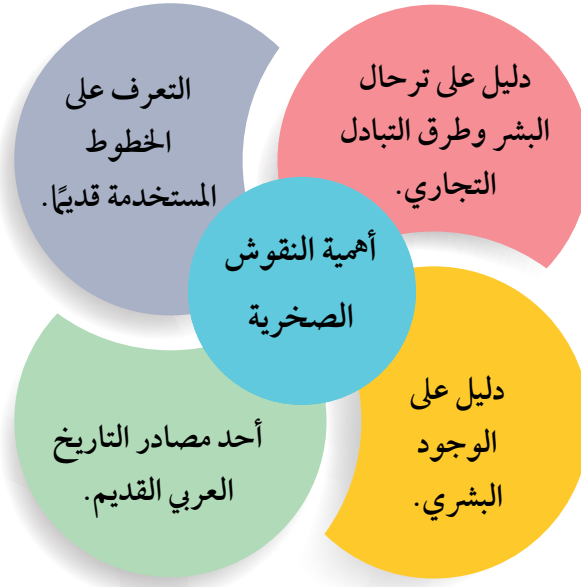 أهمية النقوش
الصخرية
دليل على ترحال
البشر وطرق التبادل
التجاري.
التعرف على
الخطوط
المستخدمة قديمًا.
دليل على
الوجود
البشري.
أحد مصادر التاريخ
العربي القديم.